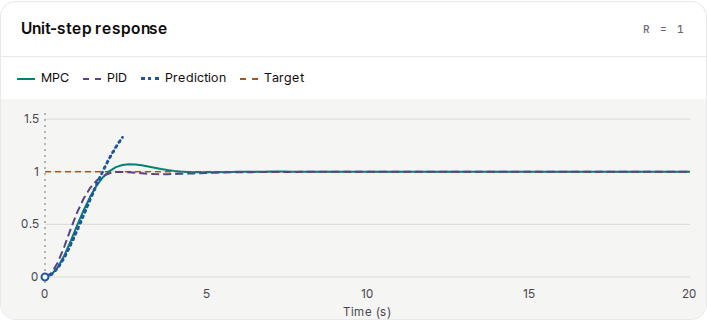 Unit-step response
R = 1
MPC PID Prediction Target
1.5
1
0.5
0
0 5 10 15 20
Time (s)